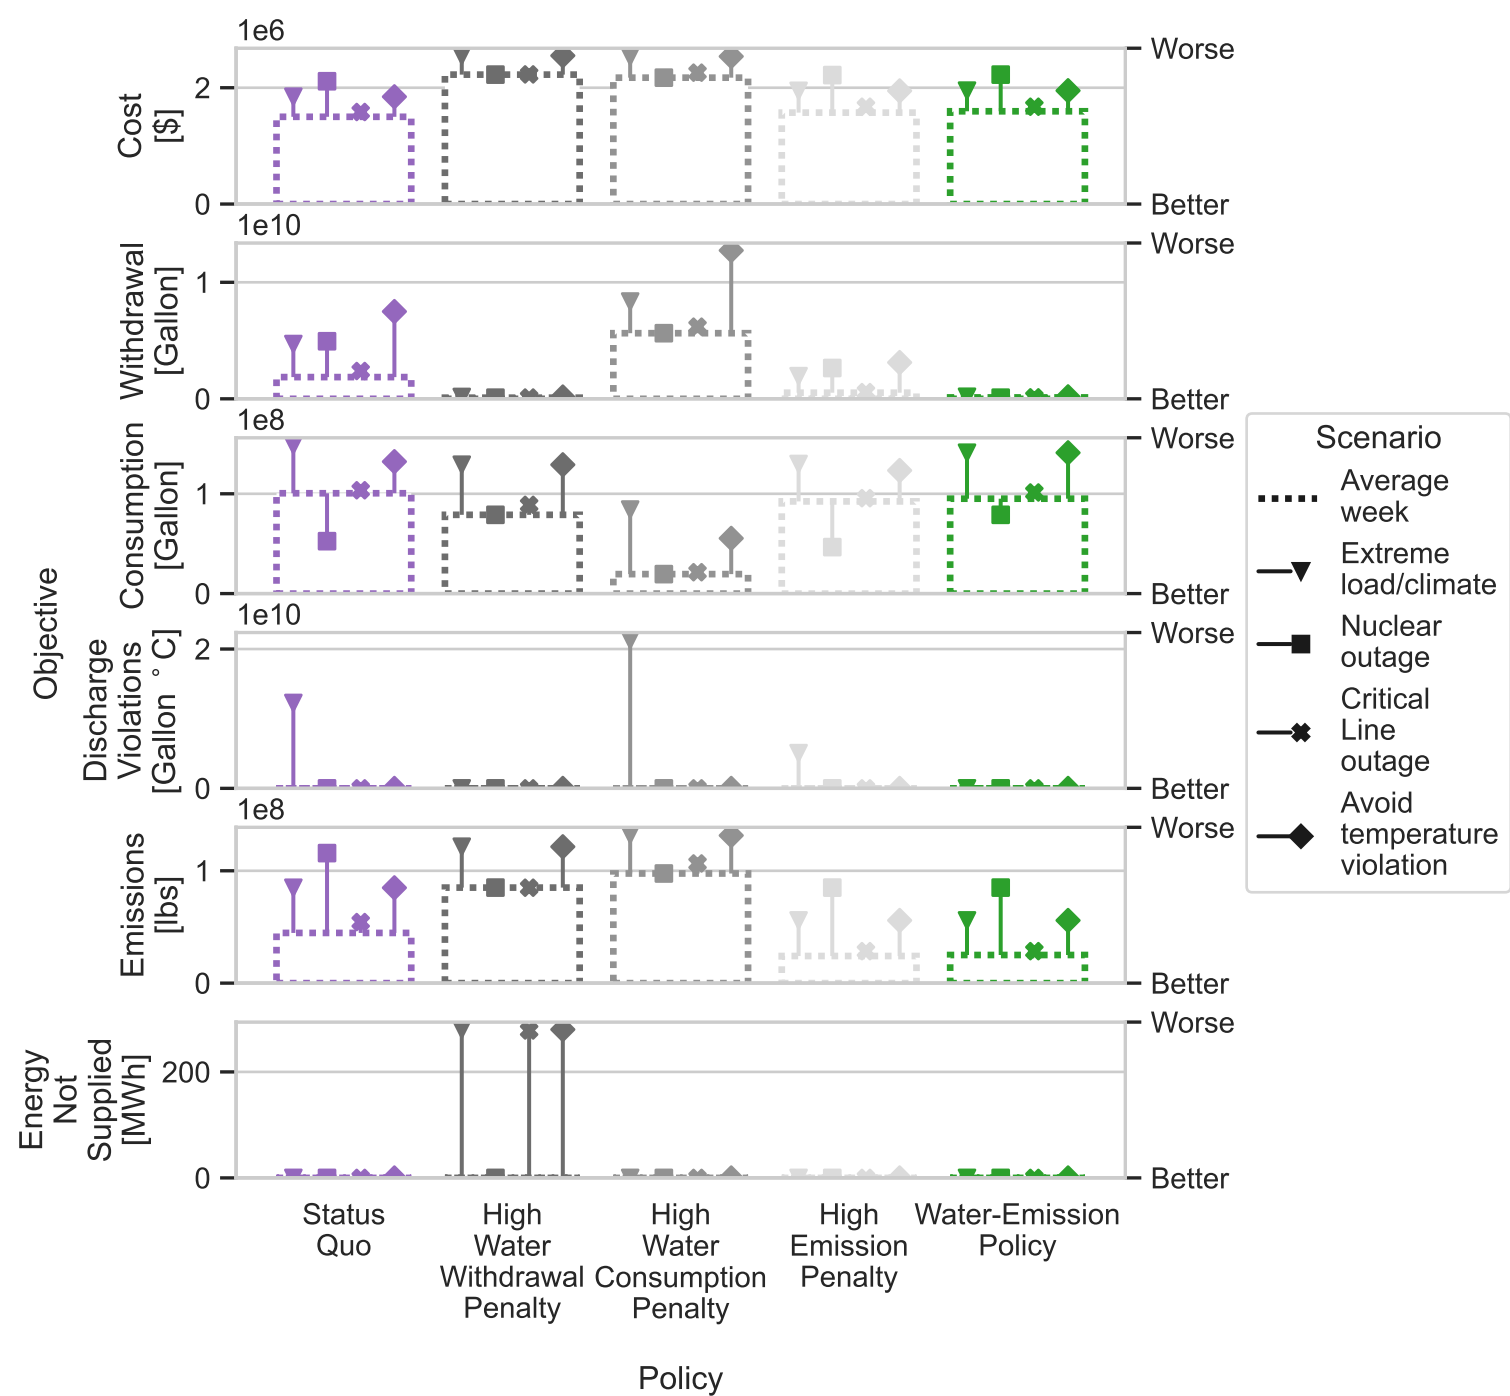 1e6
Cost
[$]
2
0
Worse
Better
1e10
Withdrawal
[Gallon]
1
0
Worse
Better
1e8
Consumption
[Gallon]
1
0
Worse
Better
1e10
Discharge
Violations
[Gallon °C]
2
0
Worse
Better
1e8
Emissions
[lbs]
1
0
Worse
Better
Energy
Not
Supplied
[MWh]
200
0
Worse
Better
Objective
Status
Quo
High
Water
Withdrawal
Penalty
High
Water
Consumption
Penalty
High
Emission
Penalty
Water-Emission
Policy
Policy
Scenario
Average
week
Extreme
load/climate
Nuclear
outage
Critical
Line
outage
Avoid
temperature
violation